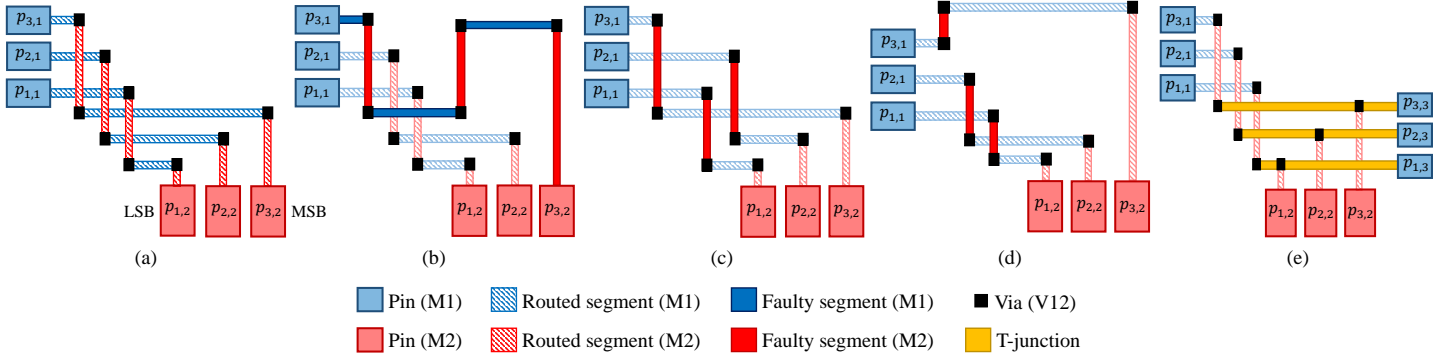 p3,1
p2,1
p1,1
LSB
p1,2
p2,2
p3,2
MSB
(a)
p3,1
p2,1
p1,1
p1,2
p2,2
p3,2
(b)
p3,1
p2,1
p1,1
p1,2
p2,2
p3,2
(c)
p3,1
p2,1
p1,1
p1,2
p2,2
p3,2
(d)
p3,1
p2,1
p1,1
p3,3
p2,3
p1,3
p1,2
p2,2
p3,2
(e)
Pin (M1)
Routed segment (M1)
Faulty segment (M1)
Via (V12)
Pin (M2)
Routed segment (M2)
Faulty segment (M2)
T-junction